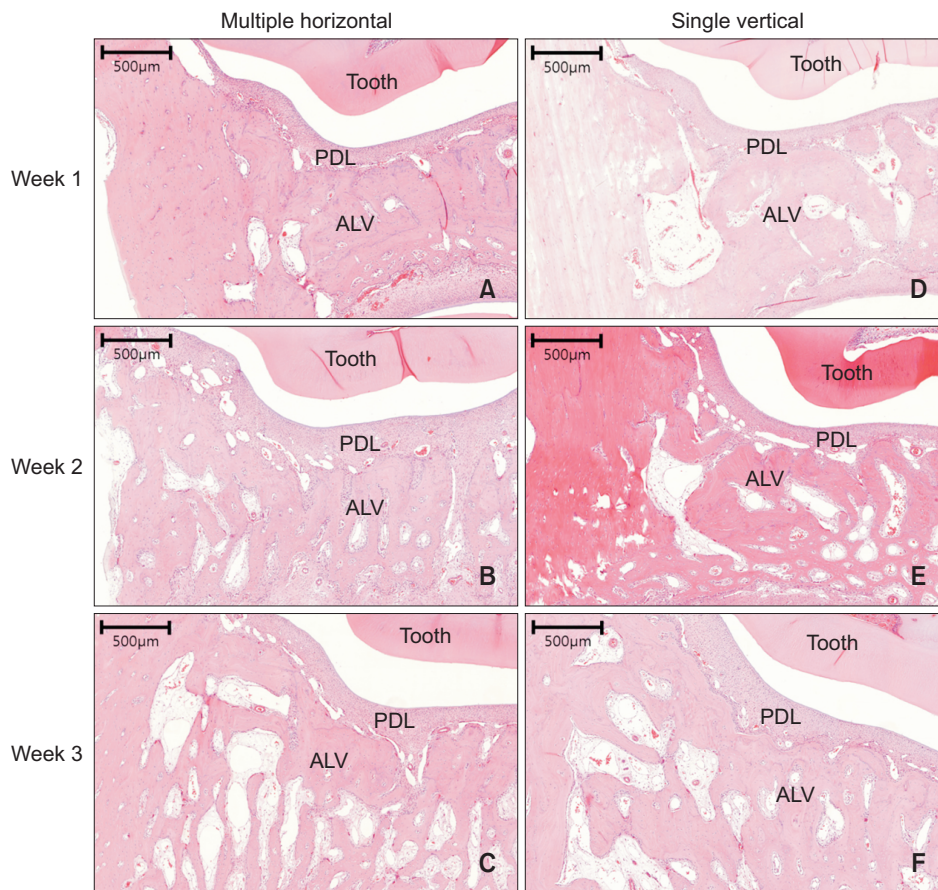 Multiple horizontal
Single vertical
500µm
Tooth
PDL
ALV
A
500µm
Tooth
PDL
ALV
D
Week 1
500µm
Tooth
PDL
ALV
B
500µm
Tooth
PDL
ALV
E
Week 2
500µm
Tooth
PDL
ALV
C
500µm
Tooth
PDL
ALV
F
Week 3